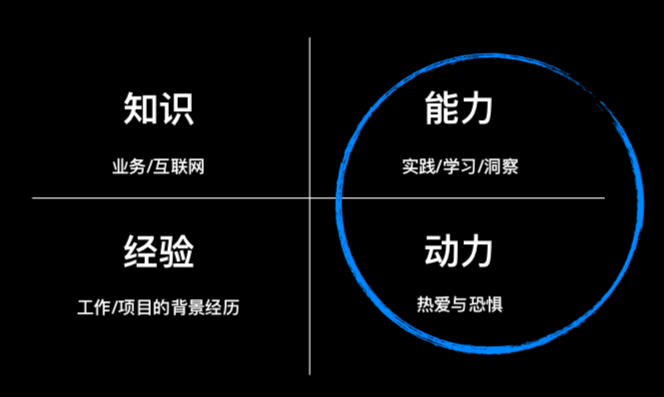 知识
业务/互联网
能力
实践/学习/洞察
经验
工作/项目的背景经历
动力
热爱与恐惧